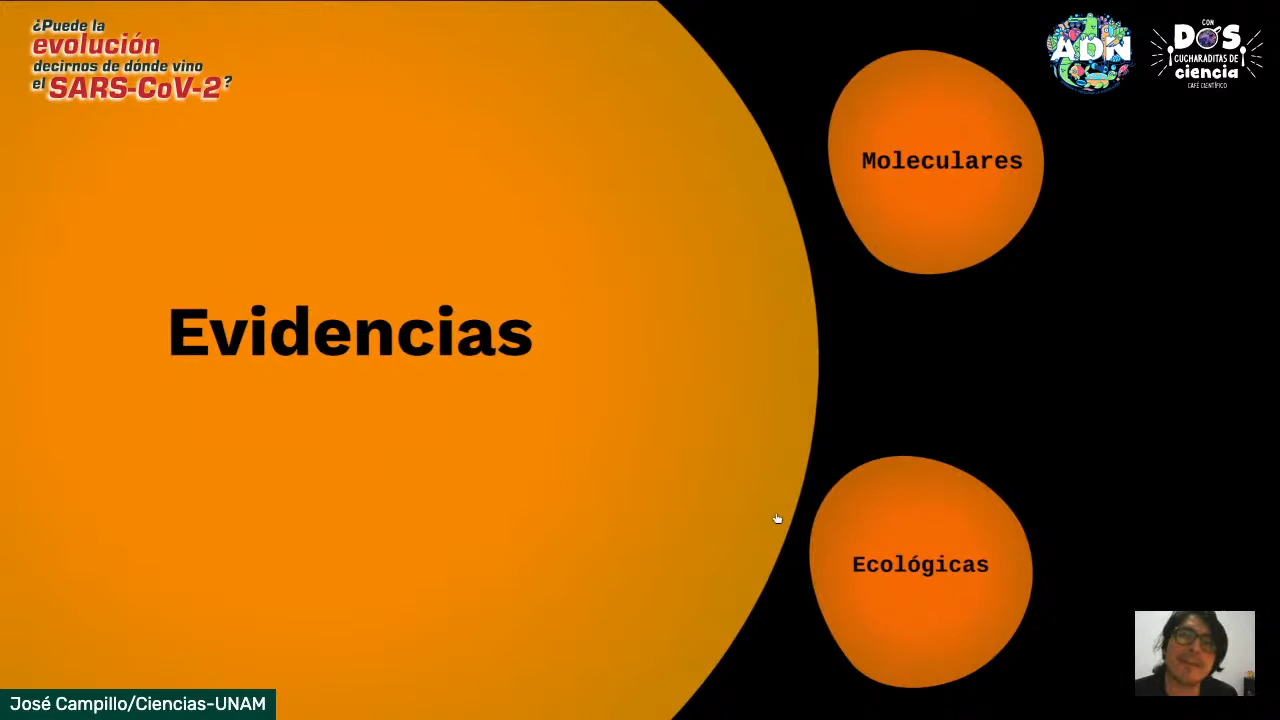 ¿Puede la
evolución
decirnos de dónde vino
el SARS-CoV-2?
ADN
CON
DOS
CUCHARADITAS DE
ciencia
CAFÉ CIENTÍFICO
Moleculares
Evidencias
Ecológicas
José Campillo/Ciencias-UNAM